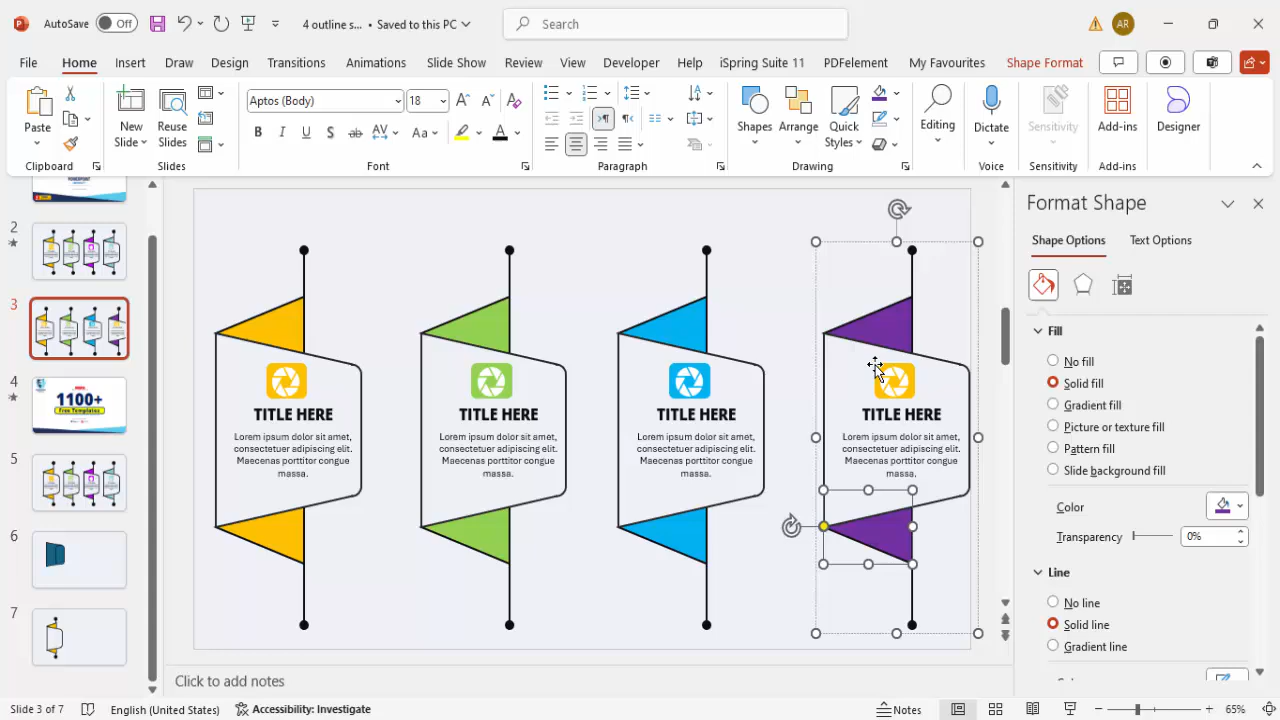 AutoSave Off 4 outline s... • Saved to this PC Search AR
File Home Insert Draw Design Transitions Animations Slide Show Review View Developer Help iSpring Suite 11 PDFelement My Favourites Shape Format
Paste
New Slide
Reuse Slides
Aptos (Body) 18
B I U S ab AV Aa A
Shapes
Arrange
Quick Styles
Editing
Dictate
Sensitivity
Add-ins
Designer
Clipboard Slides Font Paragraph Drawing Voice Sensitivity Add-ins
2
3
4
1100+
Free Templates
5
6
7
TITLE HERE
Lorem ipsum dolor sit amet,
consectetuer adipiscing elit.
Maecenas porttitor congue
massa.
TITLE HERE
Lorem ipsum dolor sit amet,
consectetuer adipiscing elit.
Maecenas porttitor congue
massa.
TITLE HERE
Lorem ipsum dolor sit amet,
consectetuer adipiscing elit.
Maecenas porttitor congue
massa.
TITLE HERE
Lorem ipsum dolor sit amet,
consectetuer adipiscing elit.
Maecenas porttitor congue
massa.
Format Shape
Shape Options Text Options
Fill
No fill
Solid fill
Gradient fill
Picture or texture fill
Pattern fill
Slide background fill
Color
Transparency 0%
Line
No line
Solid line
Gradient line
Click to add notes
Slide 3 of 7 English (United States) Accessibility: Investigate Notes 65%